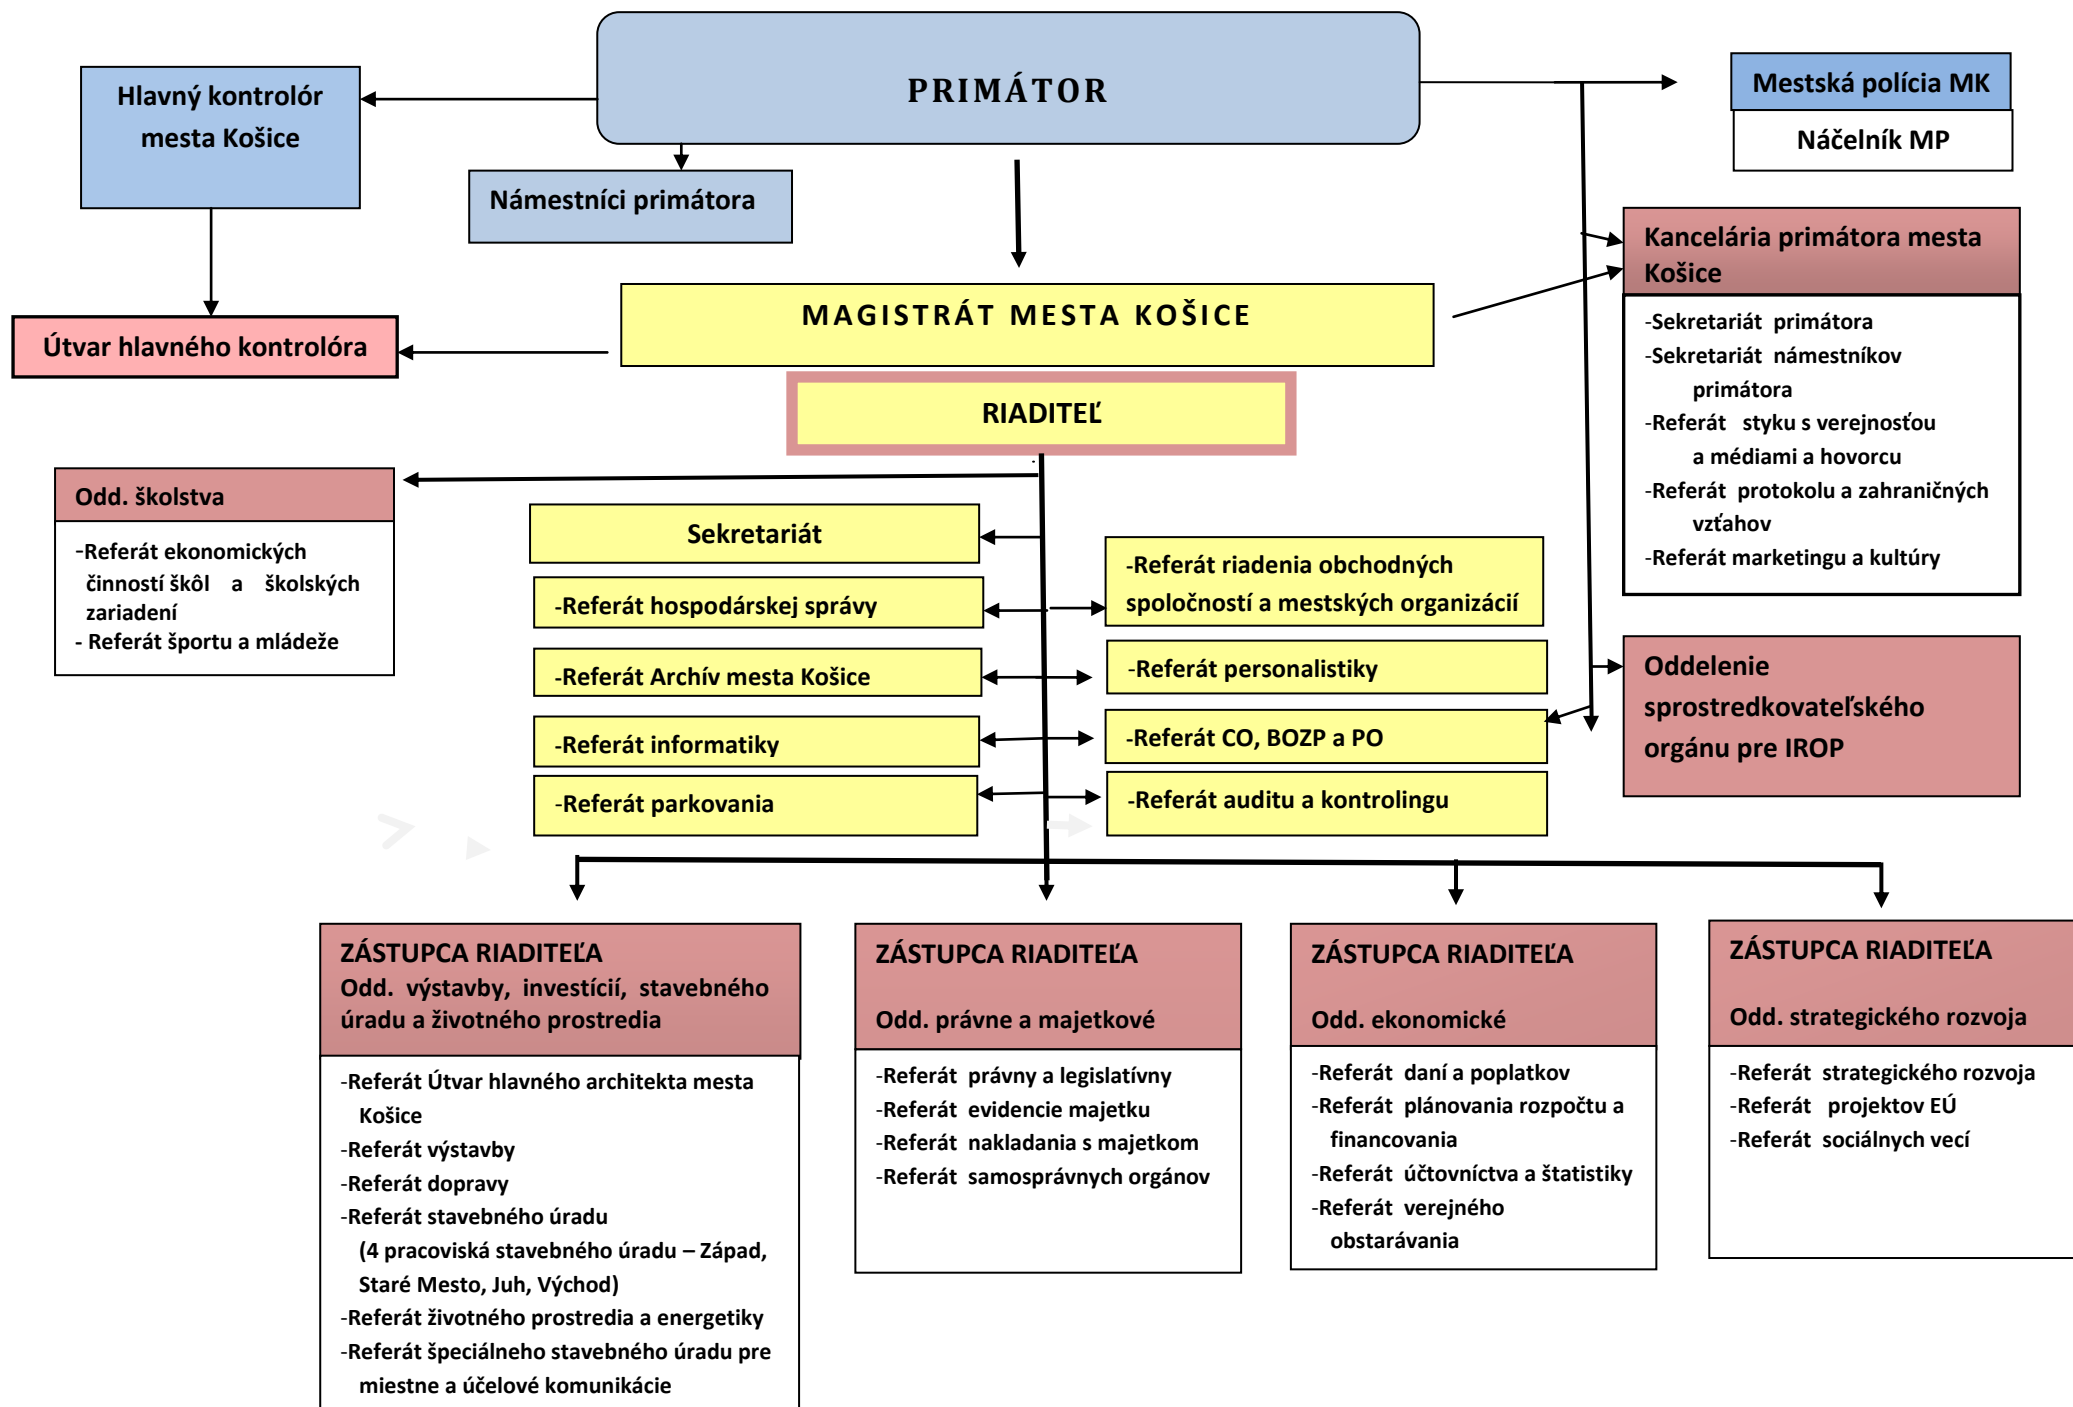 PRIMÁTOR
Hlavný kontrolór
mesta Košice
Mestská polícia MK
Náčelník MP
Námestníci primátora
Kancelária primátora mesta
Košice
-Sekretariát primátora
-Sekretariát námestníkov
primátora
-Referát styku s verejnosťou
a médiami a hovorcu
-Referát protokolu a zahraničných
vzťahov
-Referát marketingu a kultúry
MAGISTRÁT MESTA KOŠICE
Útvar hlavného kontrolóra
RIADITEĽ
Odd. školstva
-Referát ekonomických
činností škôl a školských
zariadení
- Referát športu a mládeže
Sekretariát
-Referát hospodárskej správy
-Referát Archív mesta Košice
-Referát informatiky
-Referát parkovania
-Referát riadenia obchodných
spoločností a mestských organizácií
-Referát personalistiky
-Referát CO, BOZP a PO
-Referát auditu a kontrolingu
Oddelenie
sprostredkovateľského
orgánu pre IROP
ZÁSTUPCA RIADITEĽA
Odd. výstavby, investícií, stavebného
úradu a životného prostredia
-Referát Útvar hlavného architekta mesta
Košice
-Referát výstavby
-Referát dopravy
-Referát stavebného úradu
(4 pracoviská stavebného úradu – Západ,
Staré Mesto, Juh, Východ)
-Referát životného prostredia a energetiky
-Referát špeciálneho stavebného úradu pre
miestne a účelové komunikácie
ZÁSTUPCA RIADITEĽA
Odd. právne a majetkové
-Referát právny a legislatívny
-Referát evidencie majetku
-Referát nakladania s majetkom
-Referát samosprávnych orgánov
ZÁSTUPCA RIADITEĽA
Odd. ekonomické
-Referát daní a poplatkov
-Referát plánovania rozpočtu a
financovania
-Referát účtovníctva a štatistiky
-Referát verejného
obstarávania
ZÁSTUPCA RIADITEĽA
Odd. strategického rozvoja
-Referát strategického rozvoja
-Referát projektov EÚ
-Referát sociálnych vecí